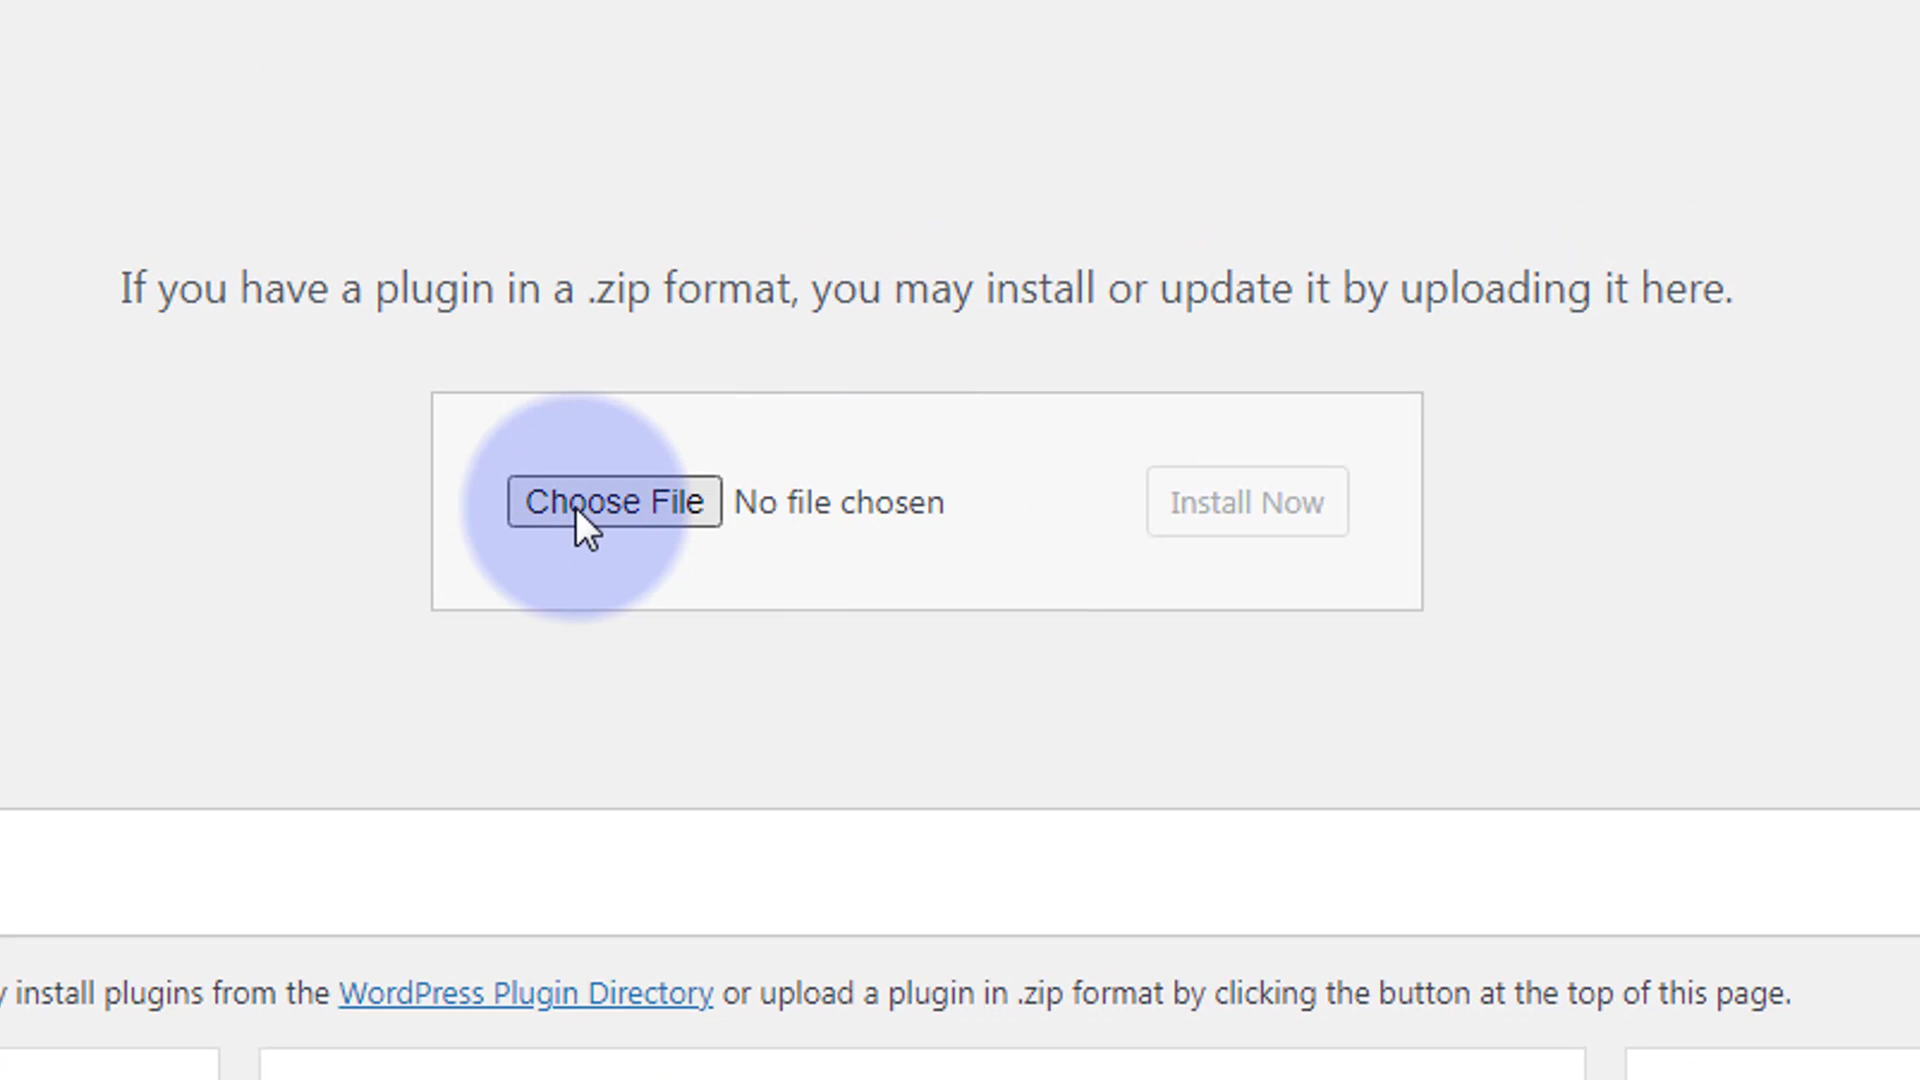 If you have a plugin in a .zip format, you may install or update it by uploading it here.
Choose File No file chosen Install Now
install plugins from the WordPress Plugin Directory or upload a plugin in .zip format by clicking the button at the top of this page.